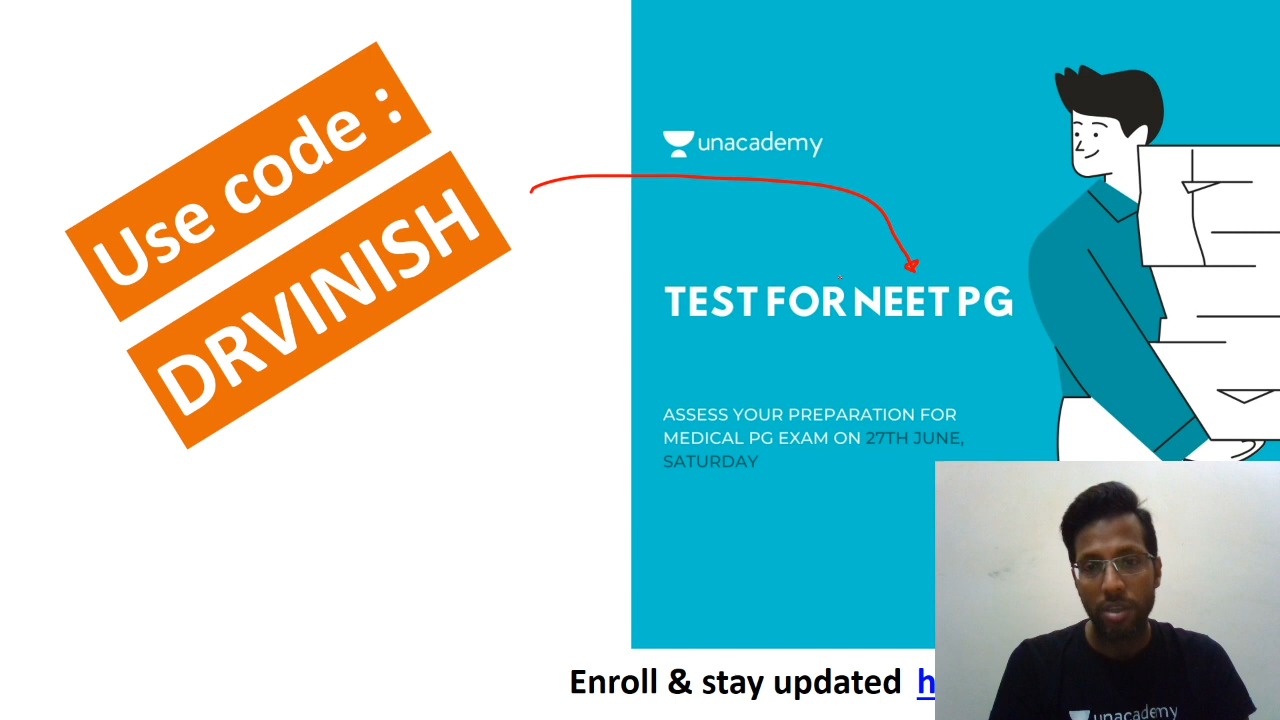 Use code :
DRVINISH
unacademy
TEST FOR NEET PG
ASSESS YOUR PREPARATION FOR
MEDICAL PG EXAM ON 27TH JUNE,
SATURDAY
Enroll & stay updated h
unacademy